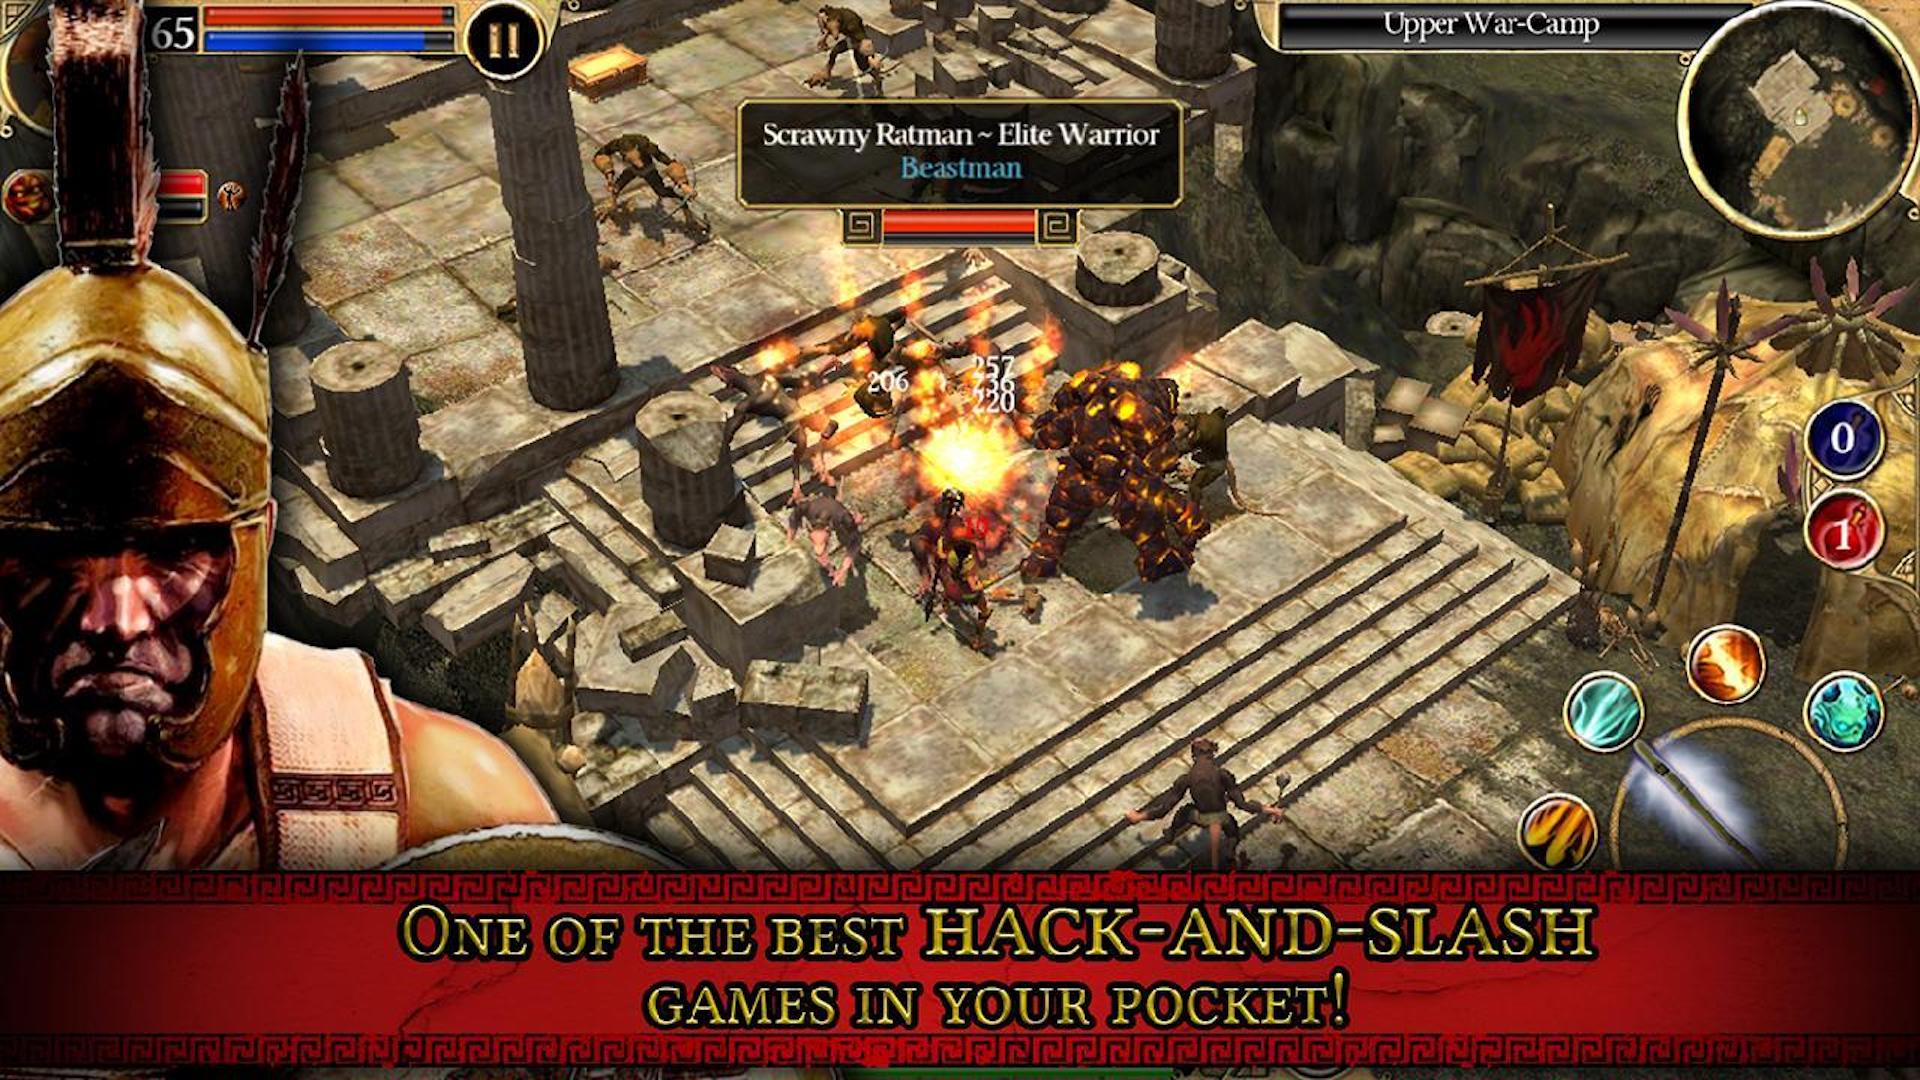 65
Upper War-Camp
Scrawny Ratman ~ Elite Warrior
Beastman
257
206
236
220
0
1
ONE OF THE BEST HACK-AND-SLASH
GAMES IN YOUR POCKET!